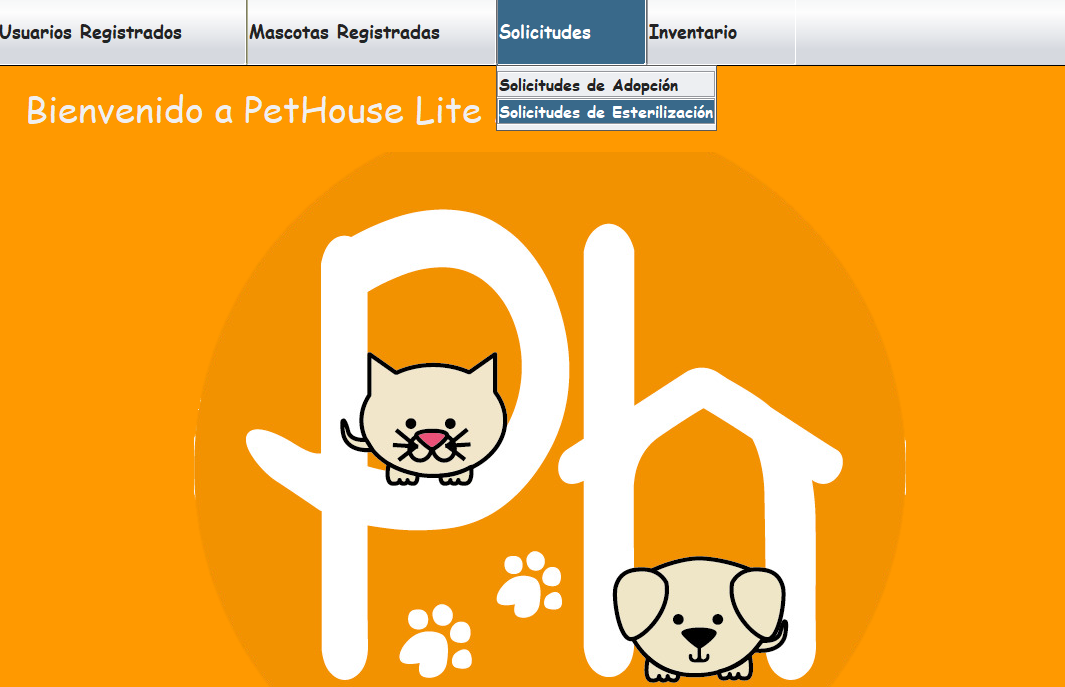 Usuarios Registrados
Mascotas Registradas
Solicitudes
Inventario
Solicitudes de Adopción
Solicitudes de Esterilización
Bienvenido a PetHouse Lite
Ph